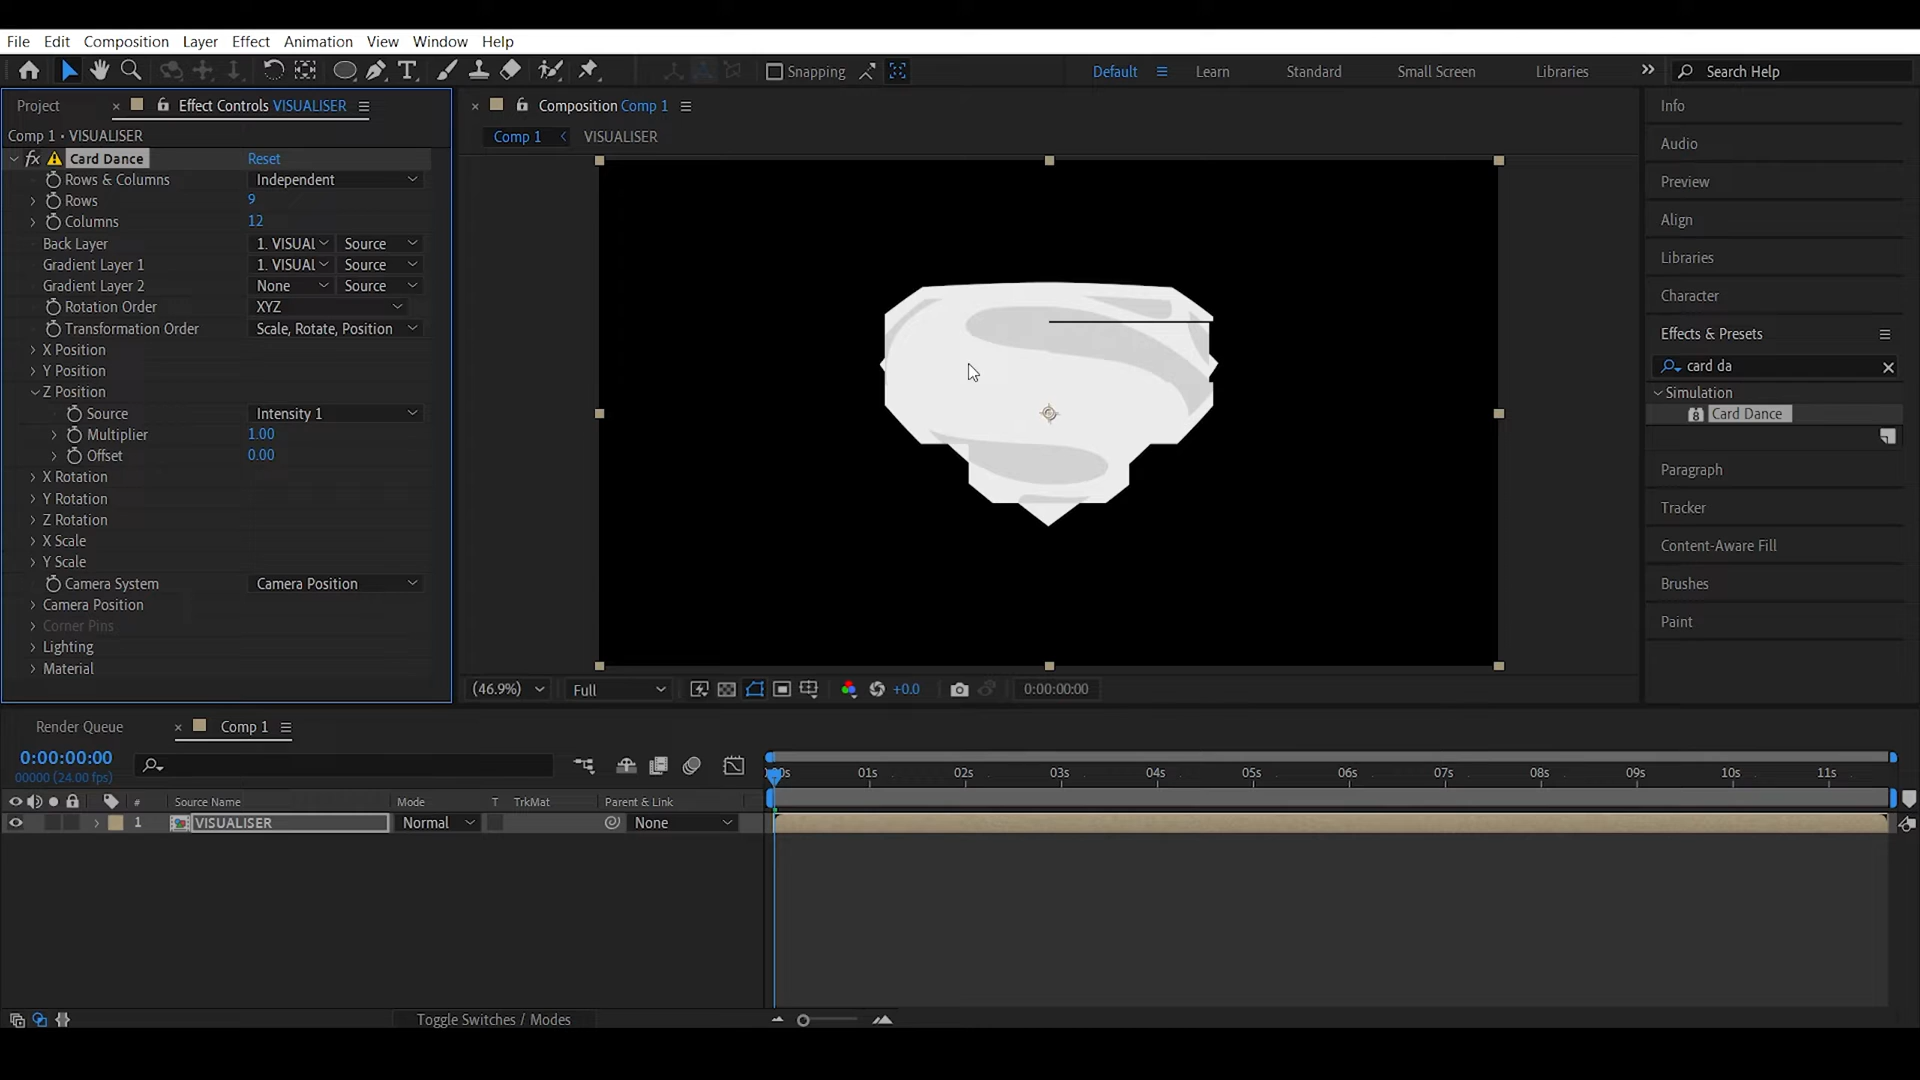 File Edit Composition Layer Effect Animation View Window Help
Snapping Default Learn Standard Small Screen Libraries Search Help
Project Effect Controls VISUALISER
Comp 1 · VISUALISER
fx Card Dance Reset
Rows & Columns Independent
Rows 9
Columns 12
Back Layer 1. VISUAL Source
Gradient Layer 1 1. VISUAL Source
Gradient Layer 2 None Source
Rotation Order XYZ
Transformation Order Scale, Rotate, Position
X Position
Y Position
Z Position
Source Intensity 1
Multiplier 1.00
Offset 0.00
X Rotation
Y Rotation
Z Rotation
X Scale
Y Scale
Camera System Camera Position
Camera Position
Corner Pins
Lighting
Material
Composition Comp 1
Comp 1 VISUALISER
(46.9%) Full +0.0 0:00:00:00
Info
Audio
Preview
Align
Libraries
Character
Effects & Presets
card da
Simulation
8 Card Dance
Paragraph
Tracker
Content-Aware Fill
Brushes
Paint
Render Queue Comp 1
0:00:00:00
00000 (24.00 fps)
01s 02s 03s 04s 05s 06s 07s 08s 09s 10s 11s
# Source Name Mode T TrkMat Parent & Link
1 VISUALISER Normal None
Toggle Switches / Modes